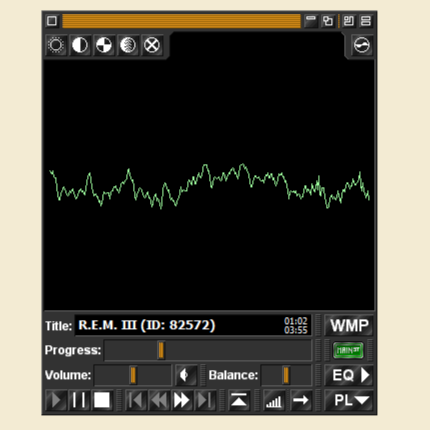 Title: R.E.M. III (ID: 82572) 01:02
03:55
WMP
Progress:
Volume:
Balance:
EQ
PL